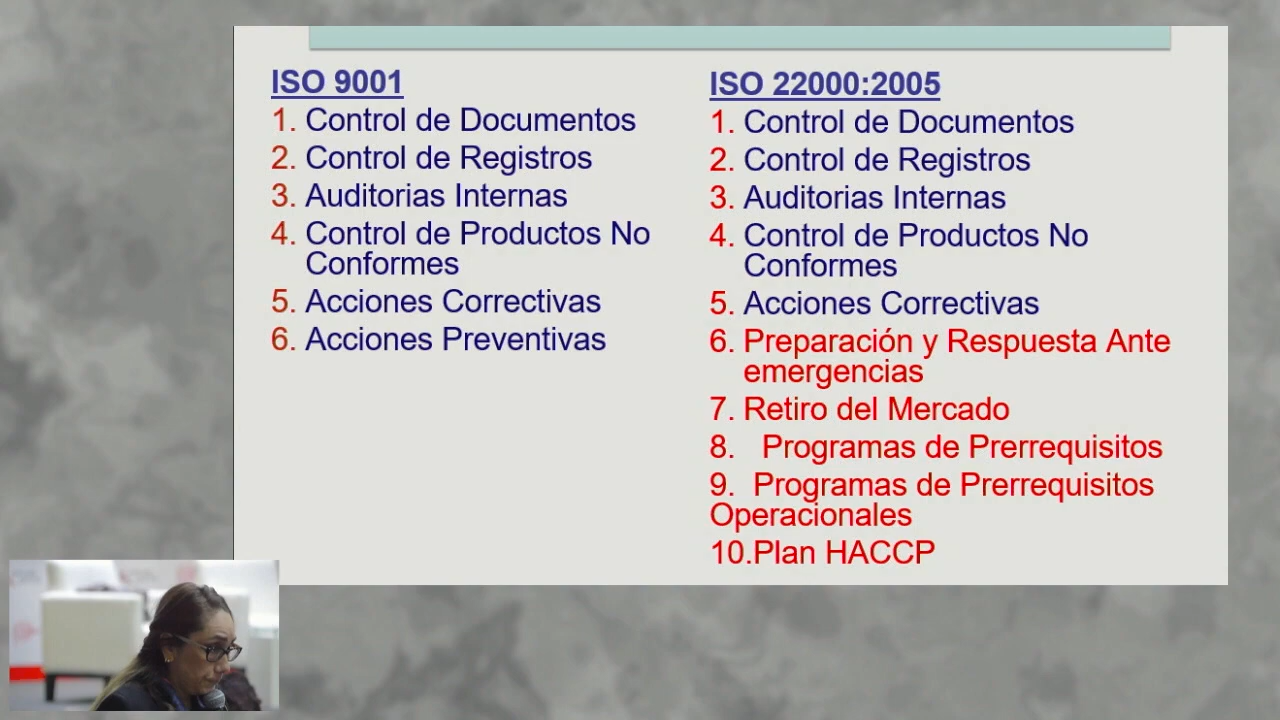 ISO 9001
1. Control de Documentos
2. Control de Registros
3. Auditorias Internas
4. Control de Productos No
Conformes
5. Acciones Correctivas
6. Acciones Preventivas
ISO 22000:2005
1. Control de Documentos
2. Control de Registros
3. Auditorias Internas
4. Control de Productos No
Conformes
5. Acciones Correctivas
6. Preparación y Respuesta Ante
emergencias
7. Retiro del Mercado
8. Programas de Prerrequisitos
9. Programas de Prerrequisitos
Operacionales
10.Plan HACCP